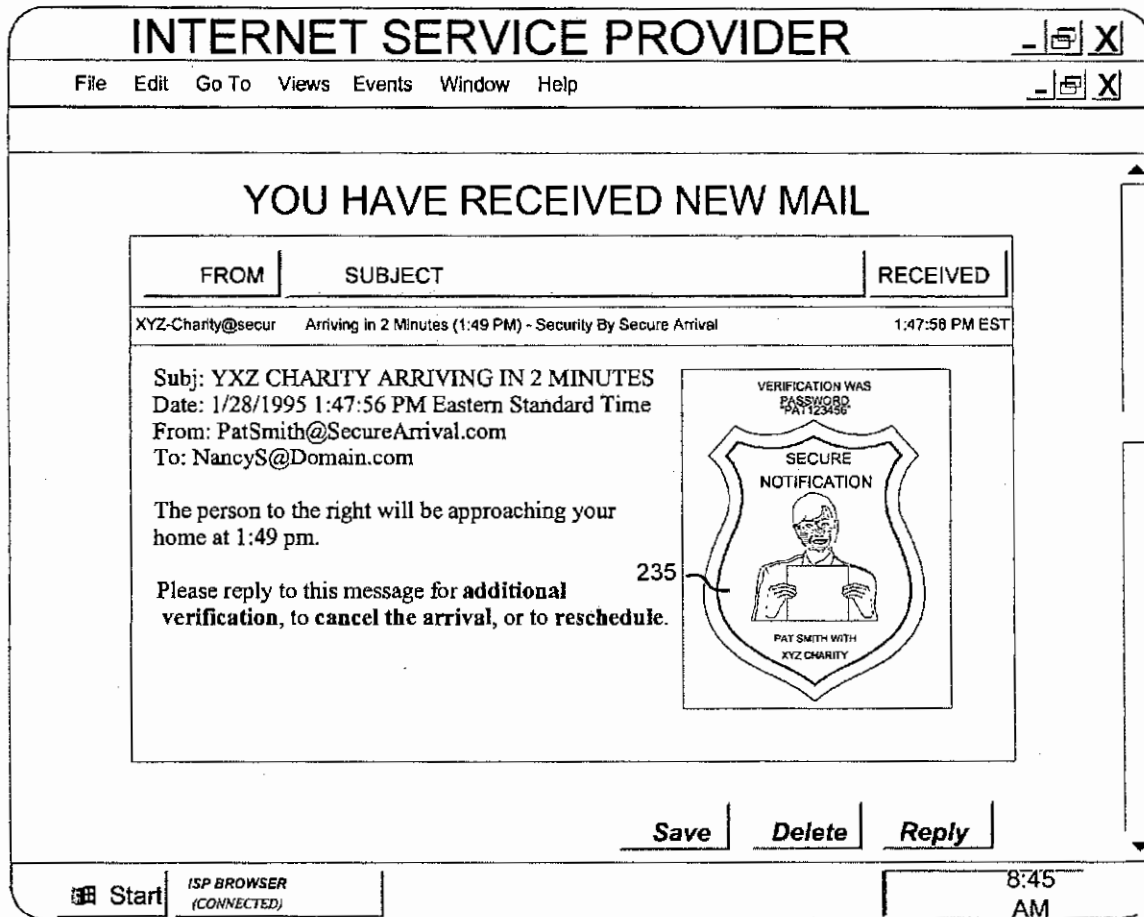 INTERNET SERVICE PROVIDER
File Edit Go To Views Events Window Help
YOU HAVE RECEIVED NEW MAIL
FROM SUBJECT RECEIVED
XYZ-Charity@secur Arriving in 2 Minutes (1:49 PM) - Security By Secure Arrival 1:47:56 PM EST
Subj: YXZ CHARITY ARRIVING IN 2 MINUTES
Date: 1/28/1995 1:47:56 PM Eastern Standard Time
From: PatSmith@SecureArrival.com
To: NancyS@Domain.com
The person to the right will be approaching your
home at 1:49 pm.
Please reply to this message for additional
verification, to cancel the arrival, or to reschedule.
VERIFICATION WAS
PASSWORD
"PAT123456"
SECURE
NOTIFICATION
235
PAT SMITH WITH
XYZ CHARITY
Save Delete Reply
Start ISP BROWSER
(CONNECTED)
8:45
AM